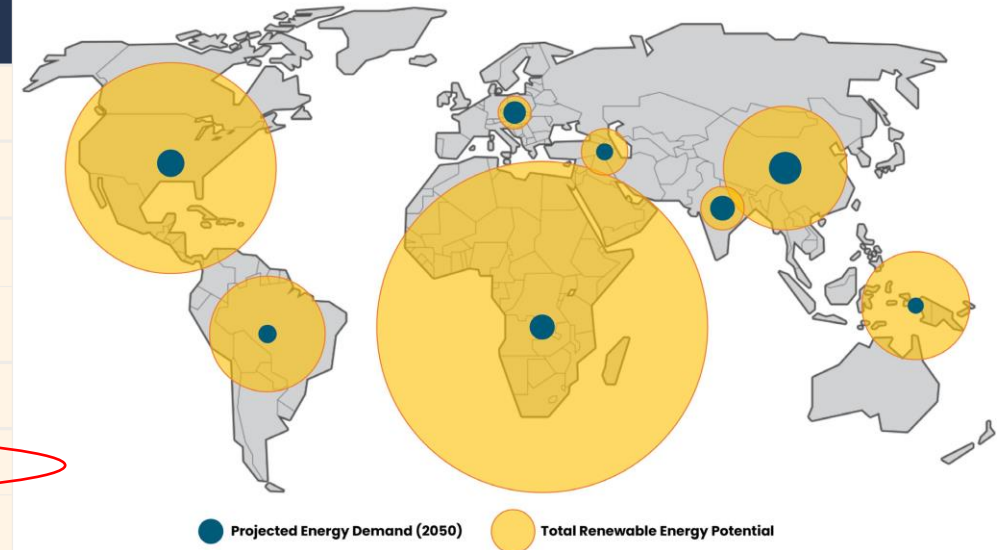 Projected Energy Demand (2050)
Total Renewable Energy Potential